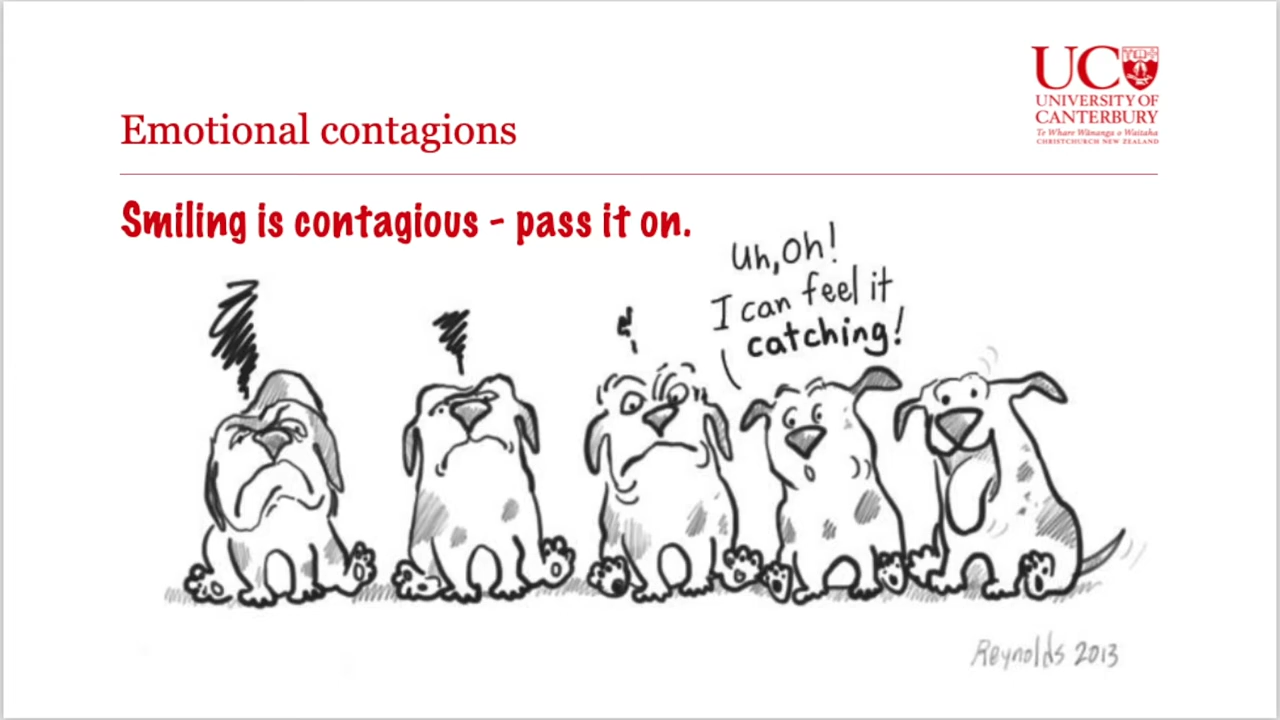 UC
UNIVERSITY OF
CANTERBURY
Te Whare Wānanga o Waitaha
CHRISTCHURCH NEW ZEALAND
Emotional contagions
Smiling is contagious - pass it on.
Uh, Oh!
I can feel it
catching!
Reynolds 2013